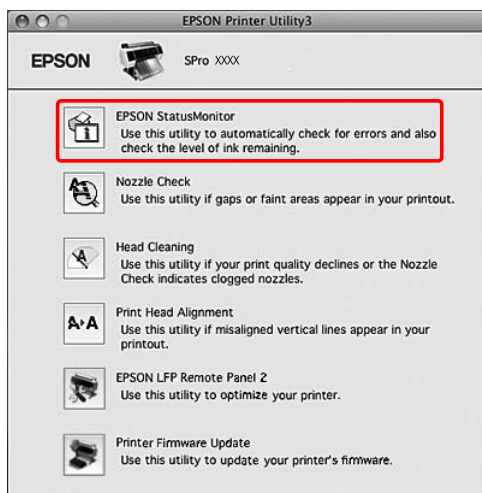 EPSON Printer Utility3
EPSON
SPro XXXX
EPSON StatusMonitor
Use this utility to automatically check for errors and also
check the level of ink remaining.
Nozzle Check
Use this utility if gaps or faint areas appear in your printout.
Head Cleaning
Use this utility if your print quality declines or the Nozzle
Check indicates clogged nozzles.
A A
Print Head Alignment
Use this utility if misaligned vertical lines appear in your
printout.
EPSON LFP Remote Panel 2
Use this utility to optimize your printer.
Printer Firmware Update
Use this utility to update your printer's firmware.